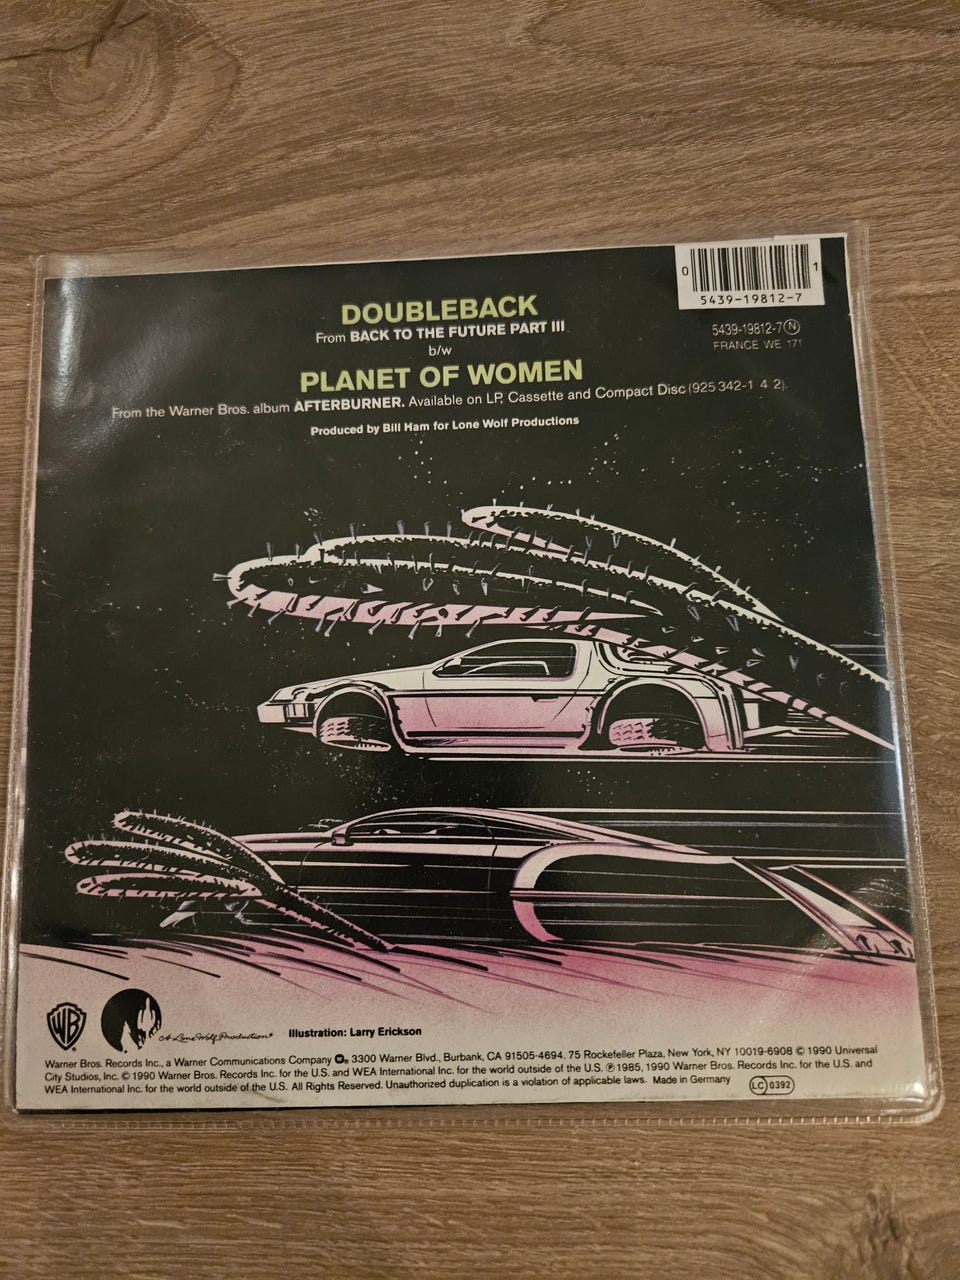 0 1
5439-19812-7
5439-19812-7 N
FRANCE WE 171
DOUBLEBACK
From BACK TO THE FUTURE PART III
b/w
PLANET OF WOMEN
From the Warner Bros. album AFTERBURNER. Available on LP, Cassette and Compact Disc (925 342-1 4 2).
Produced by Bill Ham for Lone Wolf Productions
WB
A Lone Wolf Production
Illustration: Larry Erickson
Warner Bros. Records Inc., a Warner Communications Company 3300 Warner Blvd., Burbank, CA 91505-4694. 75 Rockefeller Plaza, New York, NY 10019-6908 © 1990 Universal
City Studios, Inc. © 1990 Warner Bros. Records Inc. for the U.S. and WEA International Inc. for the world outside of the U.S. ℗ 1985, 1990 Warner Bros. Records Inc. for the U.S. and
WEA International Inc. for the world outside of the U.S. All Rights Reserved. Unauthorized duplication is a violation of applicable laws. Made in Germany LC 0392